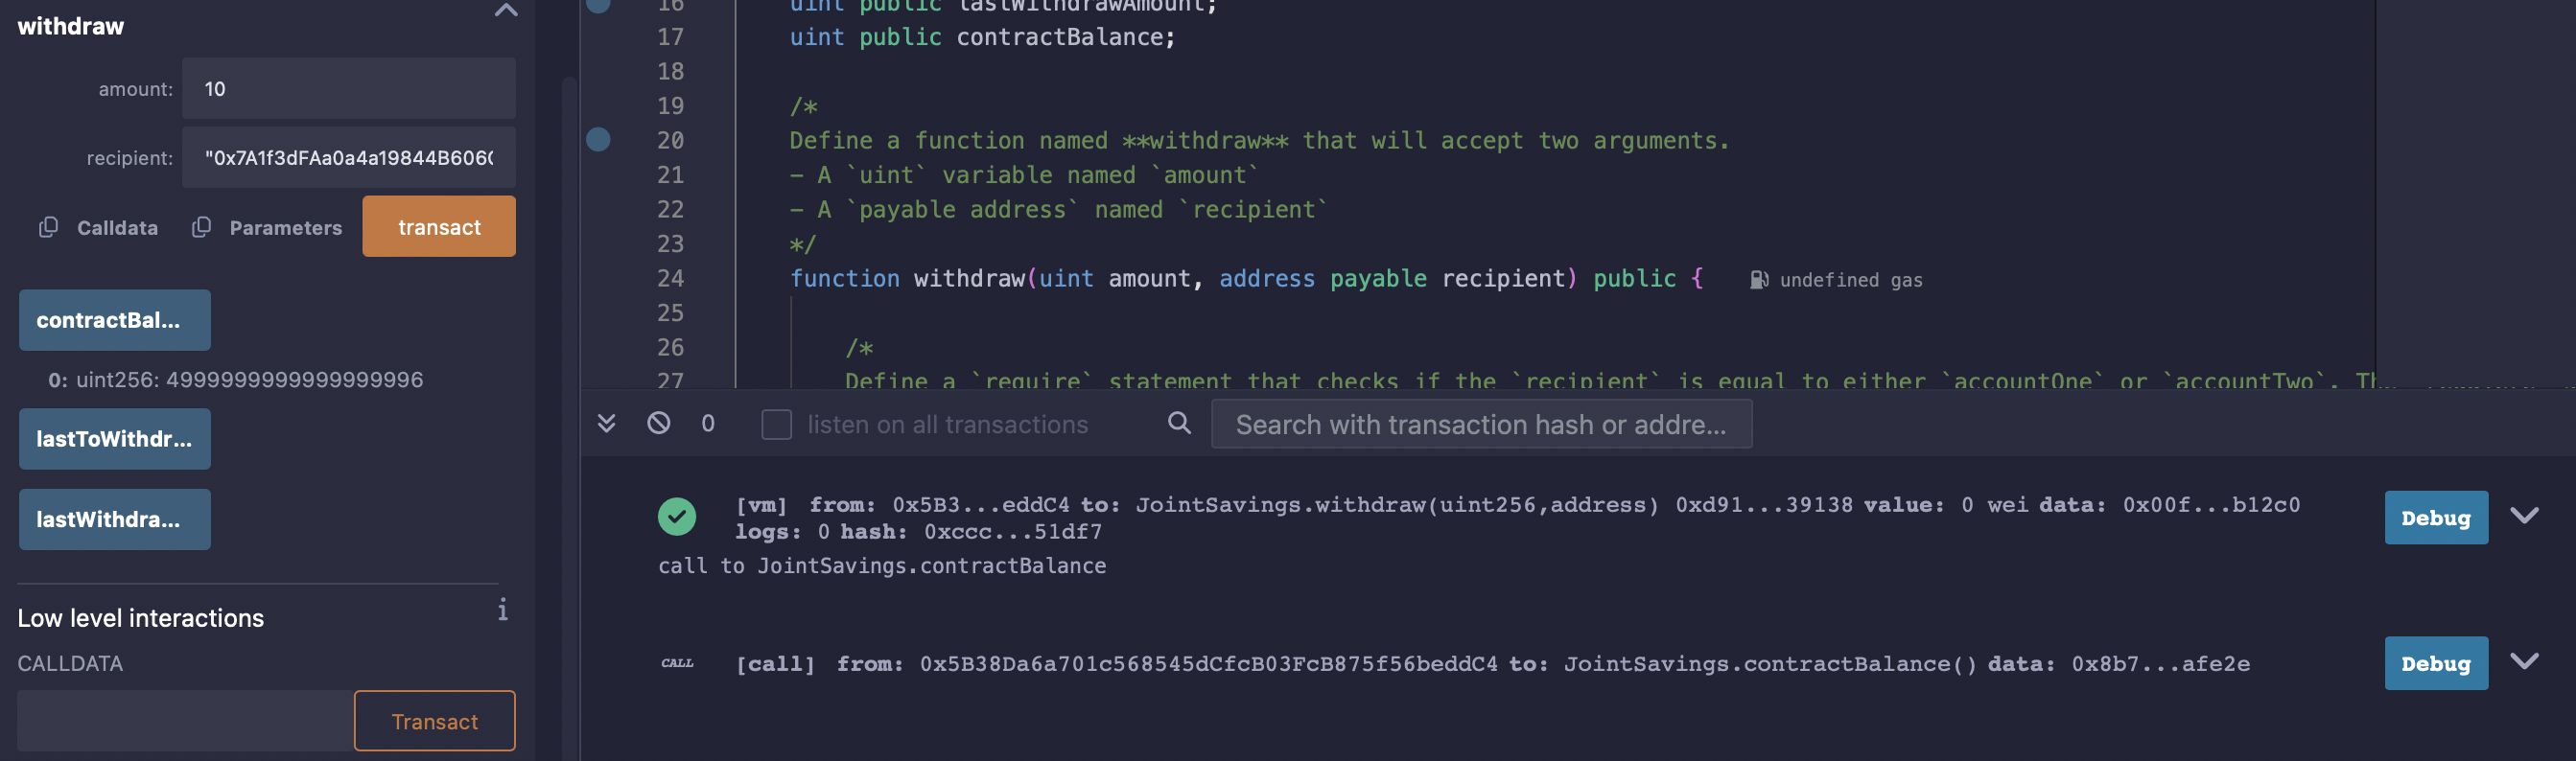 withdraw
amount: 10
recipient: "0x7A1f3dFAa0a4a19844B606
Calldata Parameters transact
contractBal...
0: uint256: 4999999999999999996
lastToWithdr...
lastWithdra...
Low level interactions
i
CALLDATA
Transact
16 uint public lastWithdrawAmount;
17 uint public contractBalance;
18
19 /*
20 Define a function named **withdraw** that will accept two arguments.
21 - A `uint` variable named `amount`
22 - A `payable address` named `recipient`
23 */
24 function withdraw(uint amount, address payable recipient) public { undefined gas
25
26 /*
27 Define a `require` statement that checks if the `recipient` is equal to either `accountOne` or `accountTwo`.
0 listen on all transactions Search with transaction hash or addre...
[vm] from: 0x5B3...eddC4 to: JointSavings.withdraw(uint256,address) 0xd91...39138 value: 0 wei data: 0x00f...b12c0
logs: 0 hash: 0xccc...51df7
Debug
call to JointSavings.contractBalance
CALL [call] from: 0x5B38Da6a701c568545dCfcB03FcB875f56beddC4 to: JointSavings.contractBalance() data: 0x8b7...afe2e
Debug